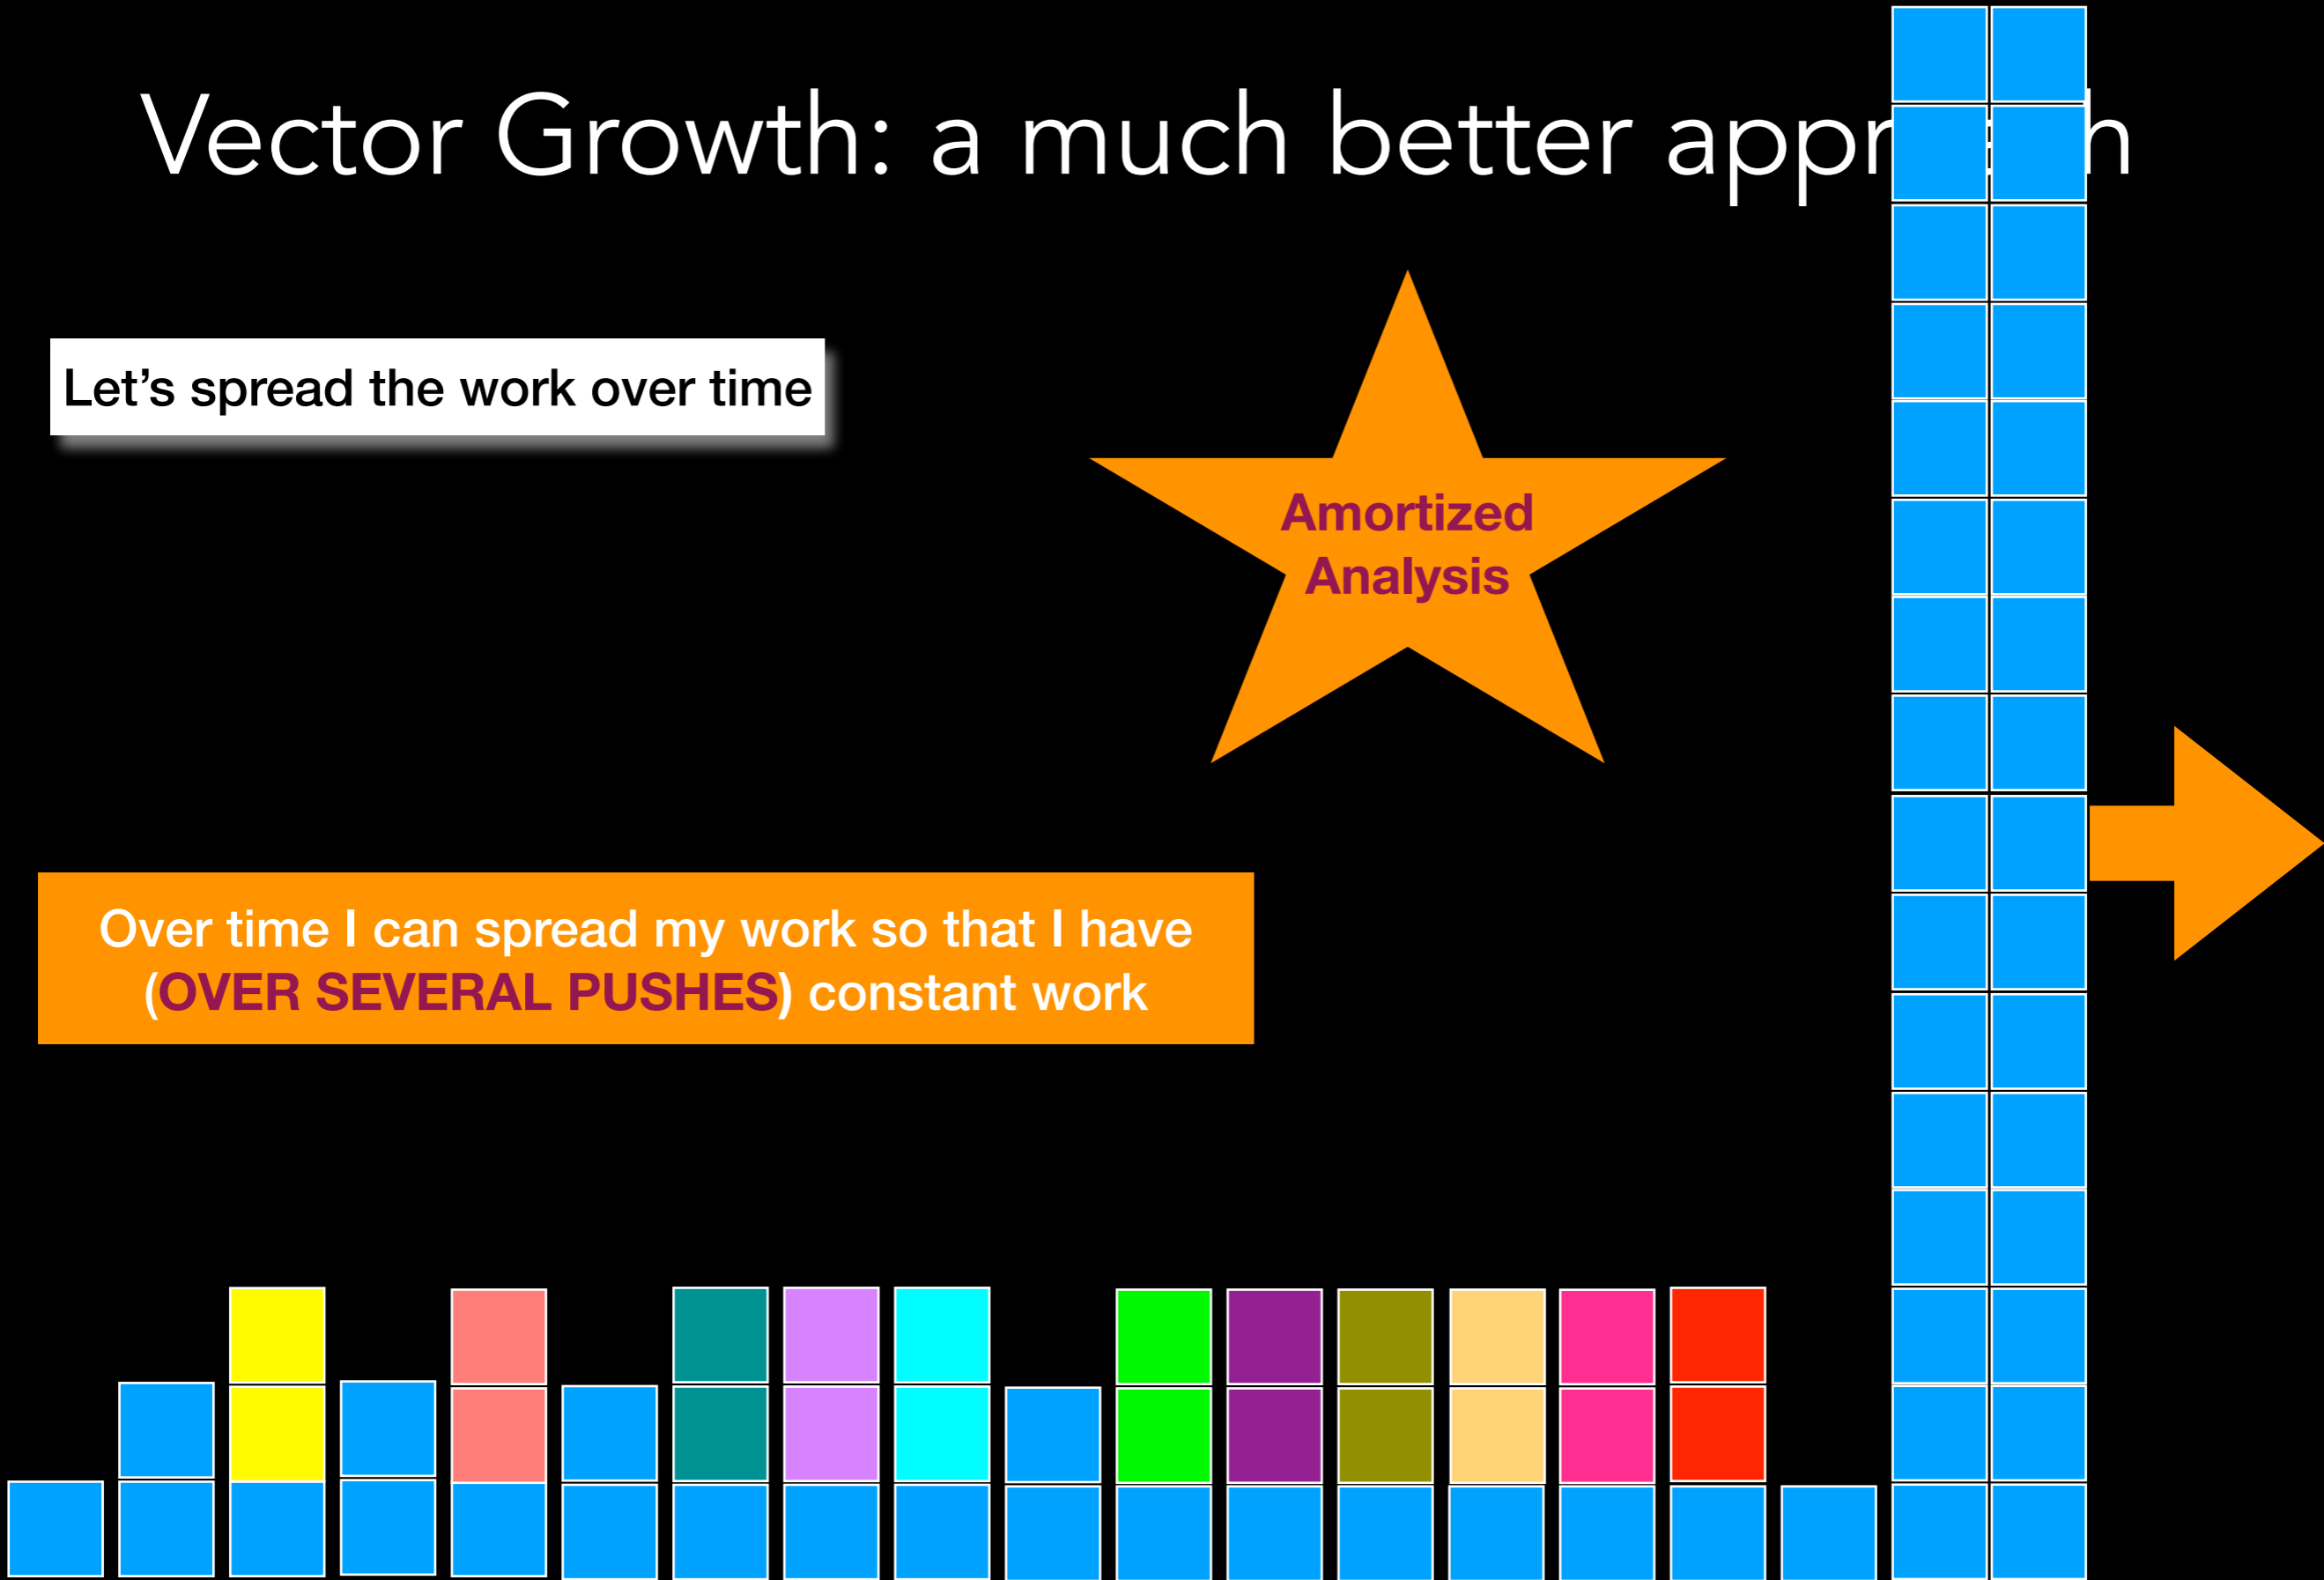 Vector Growth: a much better approach
Let's spread the work over time
Amortized
Analysis
Over time I can spread my work so that I have
(OVER SEVERAL PUSHES) constant work